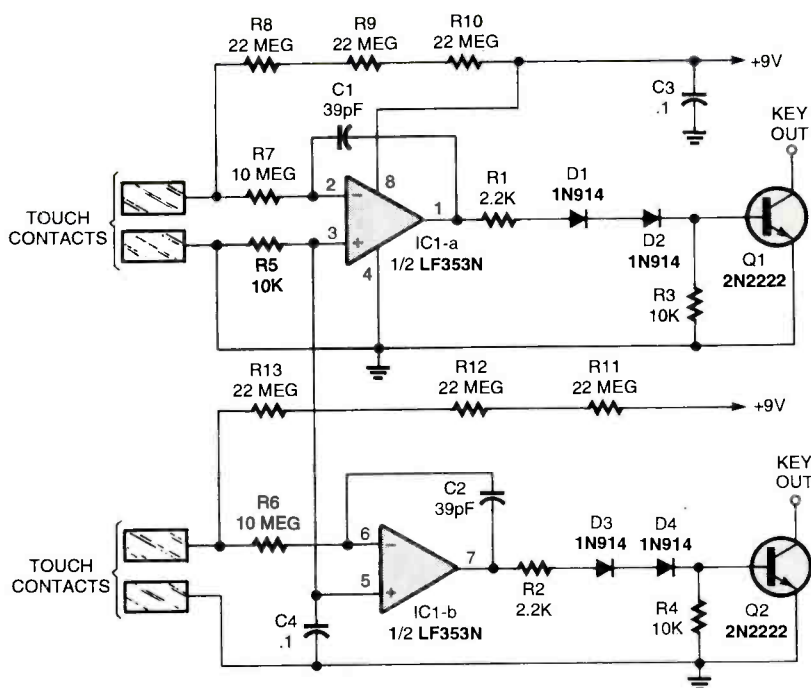 R8
22 MEG
R9
22 MEG
R10
22 MEG
+9V
C1
39pF
C3
.1
KEY
OUT
R7
10 MEG
2
8
R1
2.2K
D1
1N914
TOUCH
CONTACTS
1
3
IC1-a
1/2 LF353N
4
R5
10K
D2
1N914
Q1
2N2222
R3
10K
R13
22 MEG
R12
22 MEG
R11
22 MEG
+9V
KEY
OUT
C2
39pF
R6
10 MEG
6
7
D3
1N914
D4
1N914
TOUCH
CONTACTS
5
IC1-b
1/2 LF353N
R2
2.2K
C4
.1
R4
10K
Q2
2N2222